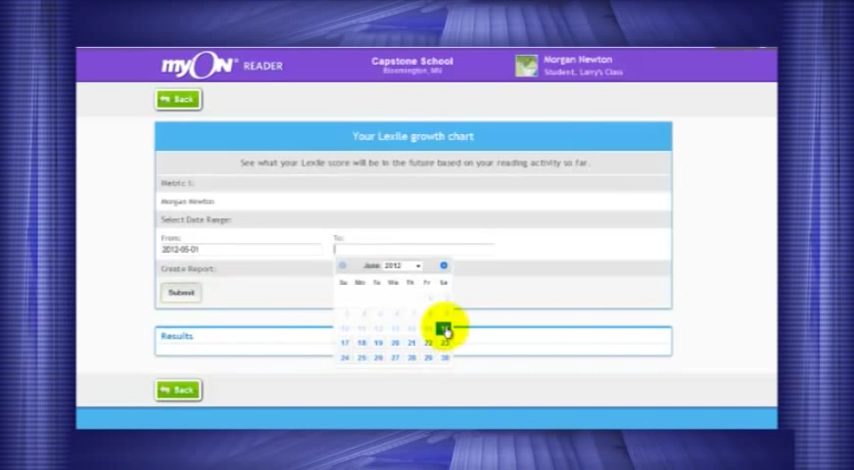 myON® READER
Capstone School
Bloomington, MN
Morgan Newton
Student, Larry's Class
Back
Your Lexile growth chart
See what your Lexile score will be in the future based on your reading activity so far.
Metric 1:
Morgan Newton
Select Date Range:
From: To:
2012-05-01
Create Report:
June 2012
Su Mo Tu We Th Fr Sa
Submit
Results
17 18 19 20 21 22 23
24 25 26 27 28 29 30
Back